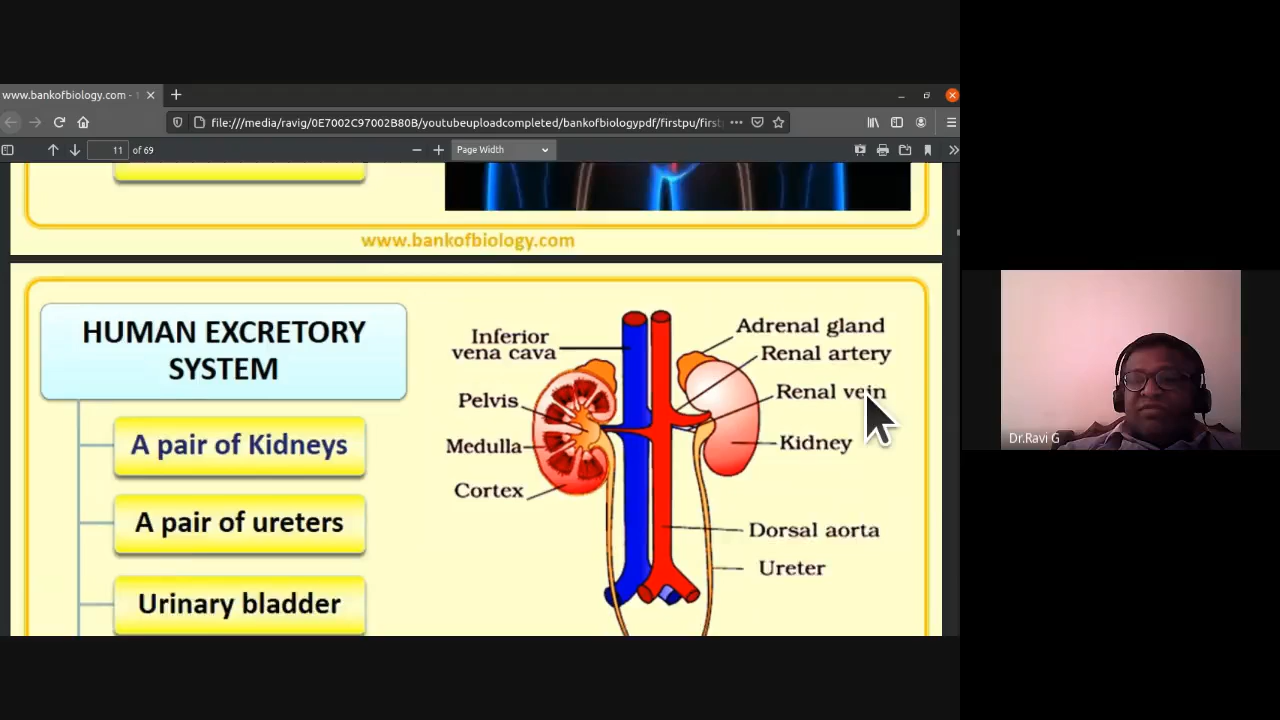 www.bankofbiology.com -
file:///media/ravig/0E7002C97002B80B/youtubeuploadcompleted/bankofbiologypdf/firstpu/first
11 of 69
Page Width
www.bankofbiology.com
HUMAN EXCRETORY
SYSTEM
A pair of Kidneys
A pair of ureters
Urinary bladder
Inferior
vena cava
Pelvis
Medulla
Cortex
Adrenal gland
Renal artery
Renal vein
Kidney
Dorsal aorta
Ureter
Dr.Ravi G